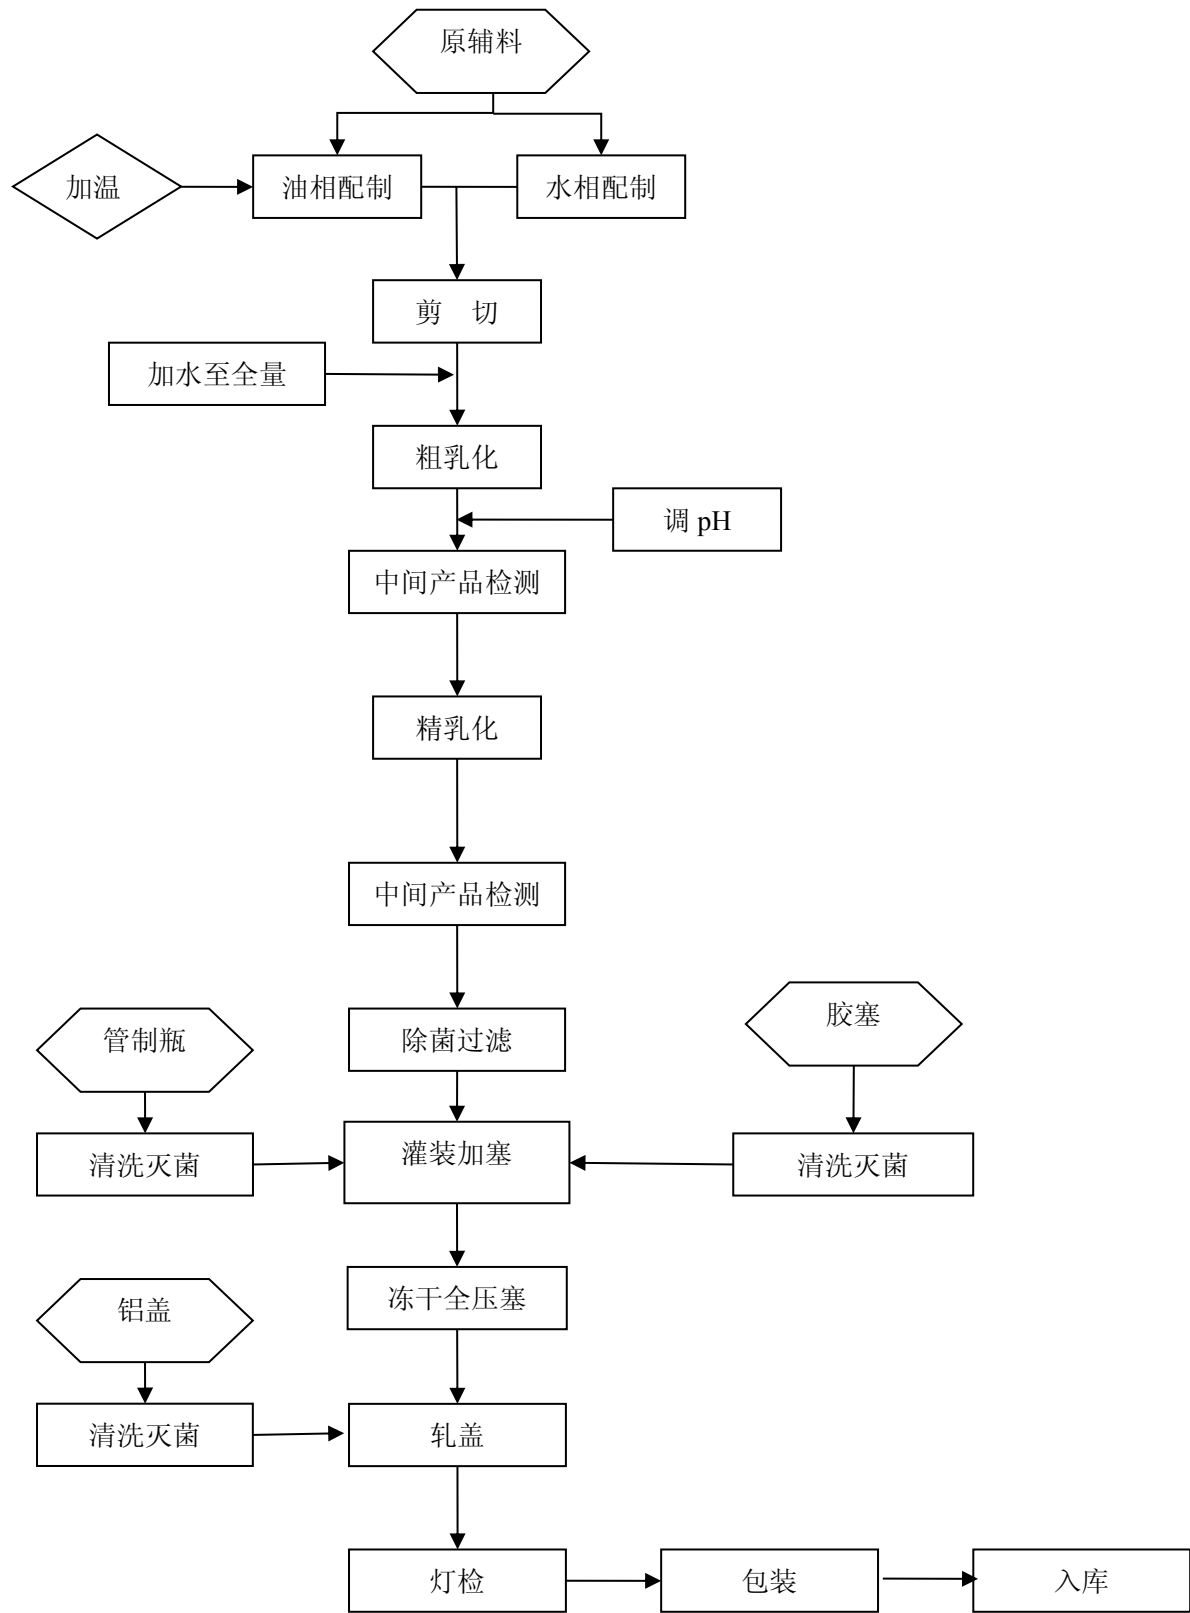 原辅料
加温
油相配制
水相配制
剪 切
加水至全量
粗乳化
调 pH
中间产品检测
精乳化
中间产品检测
管制瓶
除菌过滤
胶塞
清洗灭菌
灌装加塞
清洗灭菌
铝盖
冻干全压塞
清洗灭菌
轧盖
灯检
包装
入库